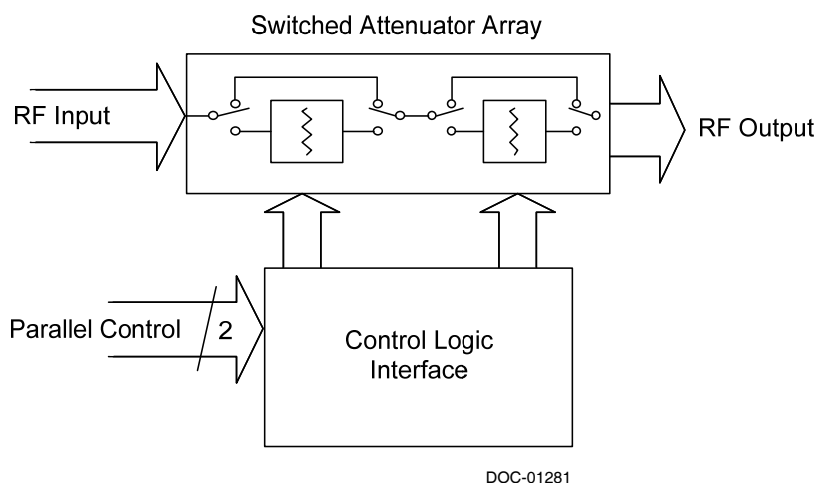 Switched Attenuator Array
RF Input
RF Output
Parallel Control
2
Control Logic
Interface
DOC-01281